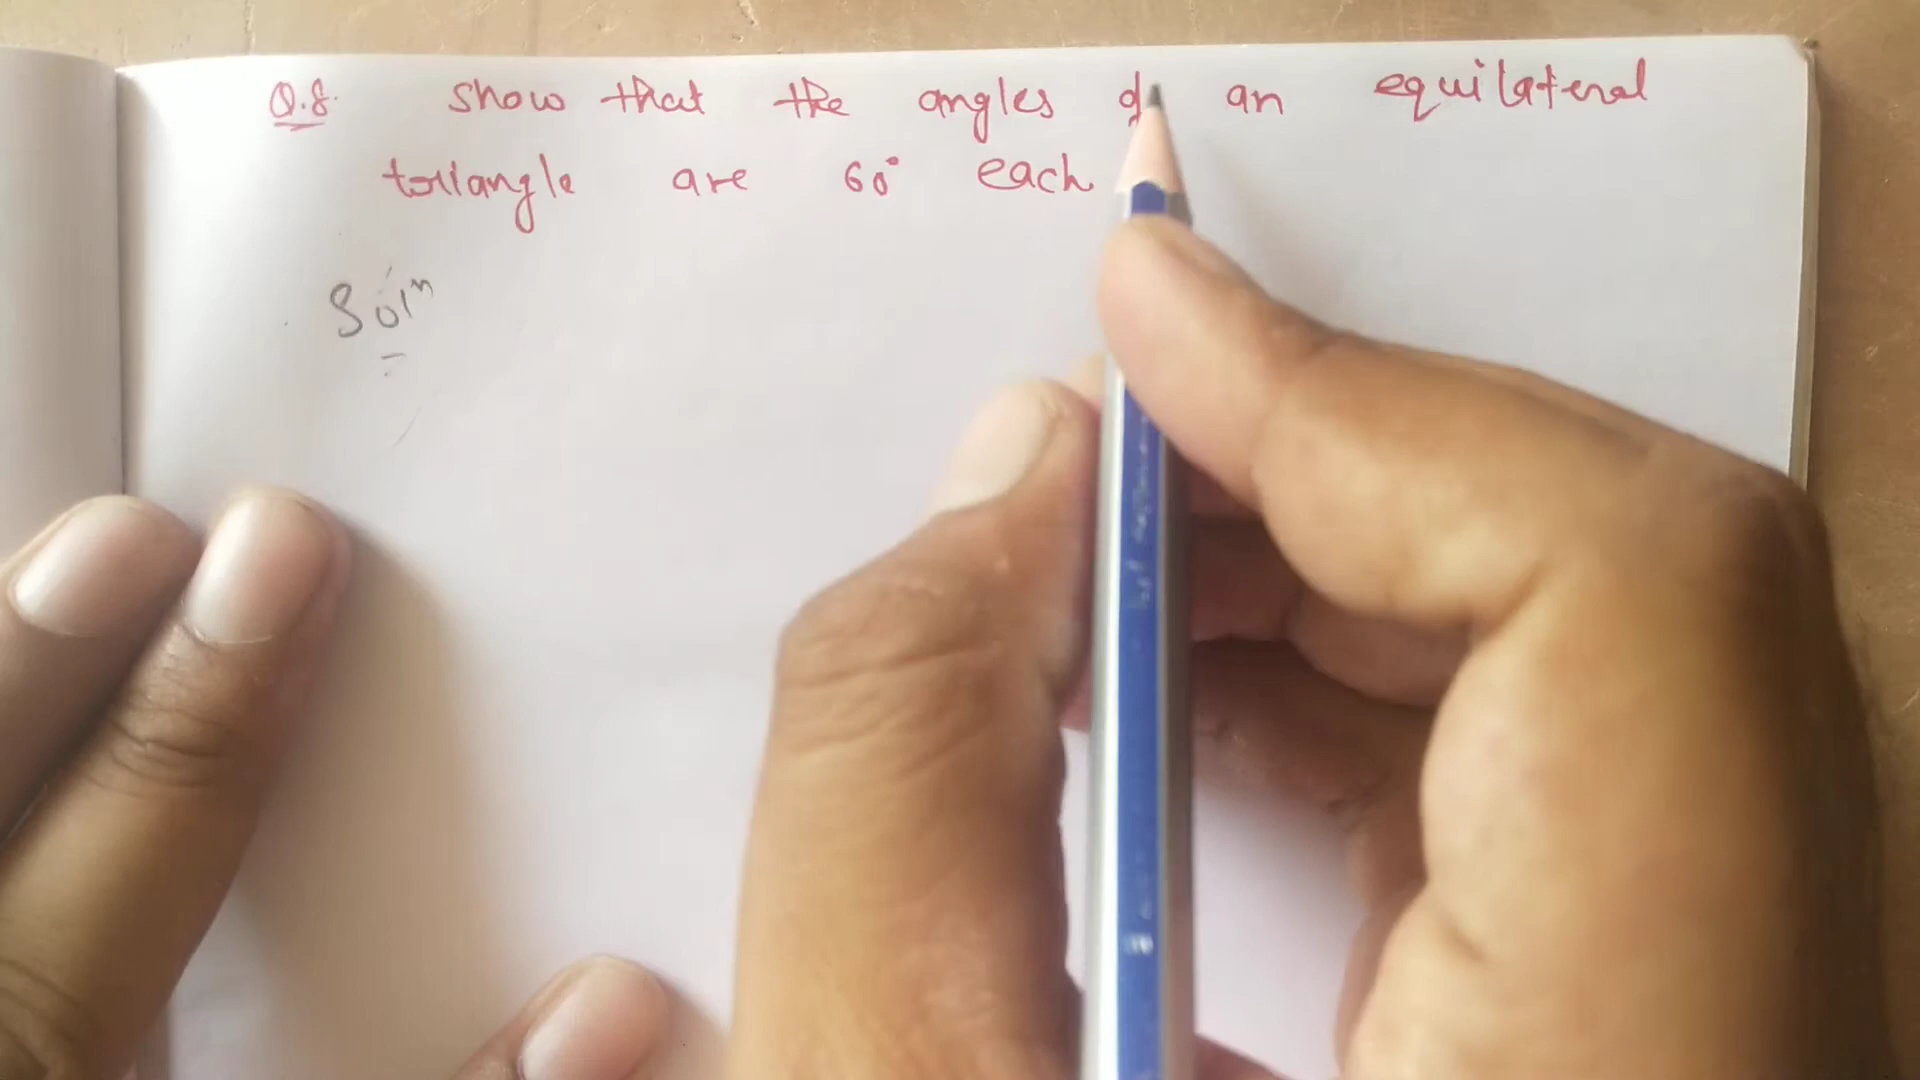 Q.8. Show that the angles of an equilateral
triangle are 60° each
Solⁿ